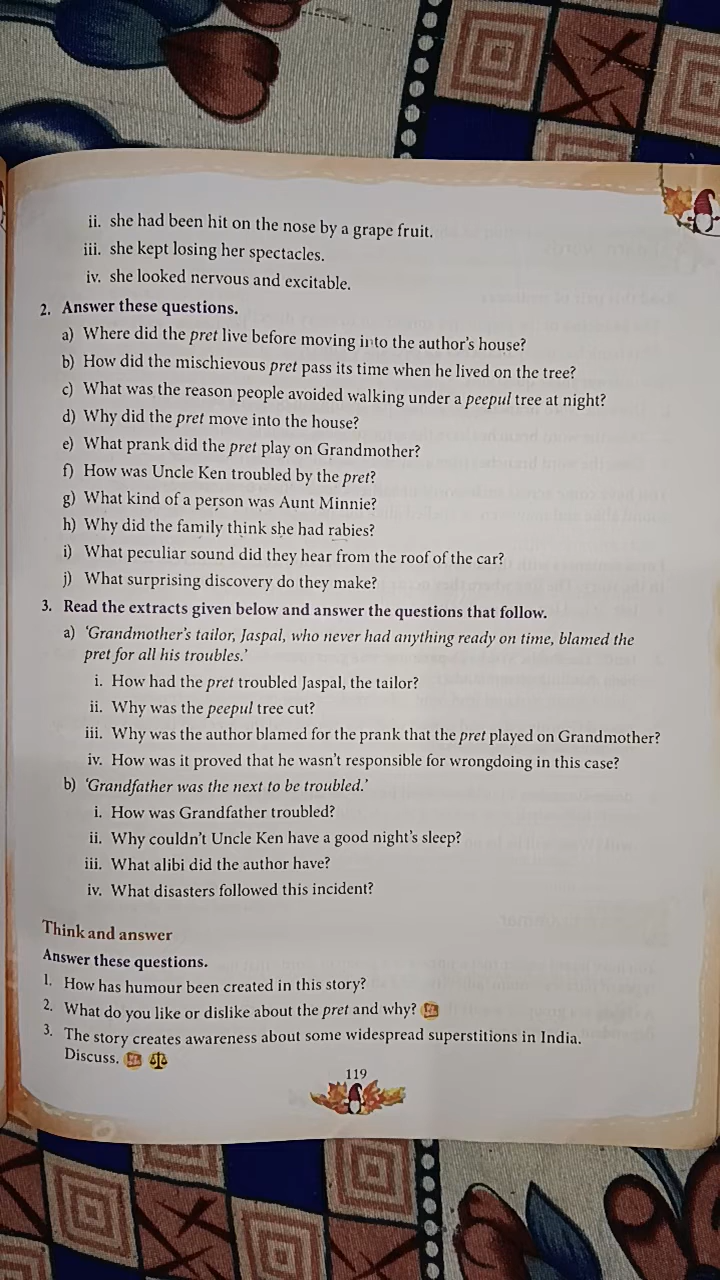 ii. she had been hit on the nose by a grape fruit.
iii. she kept losing her spectacles.
iv. she looked nervous and excitable.
2. Answer these questions.
a) Where did the pret live before moving into the author's house?
b) How did the mischievous pret pass its time when he lived on the tree?
c) What was the reason people avoided walking under a peepul tree at night?
d) Why did the pret move into the house?
e) What prank did the pret play on Grandmother?
f) How was Uncle Ken troubled by the pret?
g) What kind of a person was Aunt Minnie?
h) Why did the family think she had rabies?
i) What peculiar sound did they hear from the roof of the car?
j) What surprising discovery do they make?
3. Read the extracts given below and answer the questions that follow.
a) 'Grandmother's tailor, Jaspal, who never had anything ready on time, blamed the
pret for all his troubles.'
i. How had the pret troubled Jaspal, the tailor?
ii. Why was the peepul tree cut?
iii. Why was the author blamed for the prank that the pret played on Grandmother?
iv. How was it proved that he wasn't responsible for wrongdoing in this case?
b) 'Grandfather was the next to be troubled.'
i. How was Grandfather troubled?
ii. Why couldn't Uncle Ken have a good night's sleep?
iii. What alibi did the author have?
iv. What disasters followed this incident?
Think and answer
Answer these questions.
1. How has humour been created in this story?
2. What do you like or dislike about the pret and why?
3. The story creates awareness about some widespread superstitions in India.
Discuss.
119